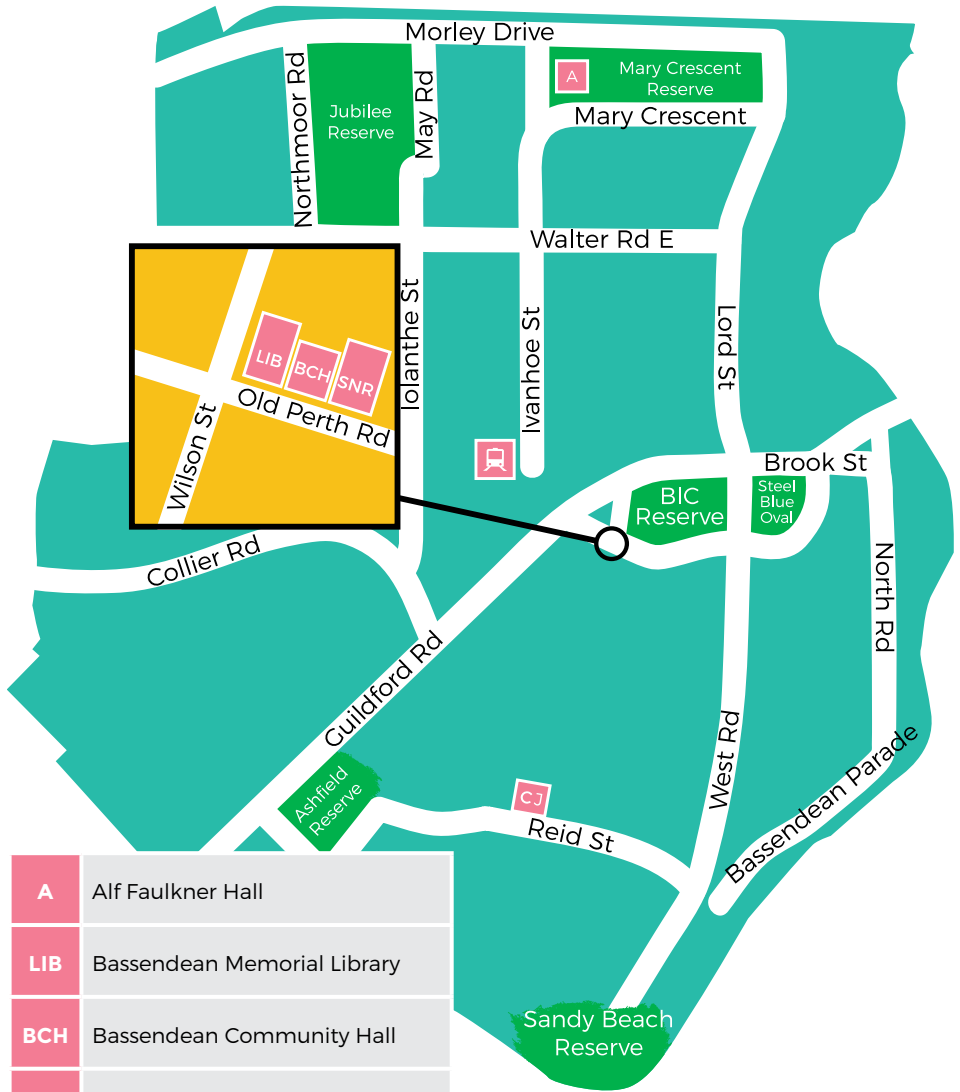 Morley Drive
Northmoor Rd
Jubilee
Reserve
May Rd
A
Mary Crescent
Reserve
Mary Crescent
Walter Rd E
Iolanthe St
Ivanhoe St
Lord St
LIB
BCH
SNR
Old Perth Rd
Wilson St
Brook St
BIC
Reserve
Steel
Blue
Oval
Collier Rd
North Rd
Guildford Rd
West Rd
Bassendean Parade
Ashfield
Reserve
CJ
Reid St
A
Alf Faulkner Hall
LIB
Bassendean Memorial Library
BCH
Bassendean Community Hall
Sandy Beach
Reserve